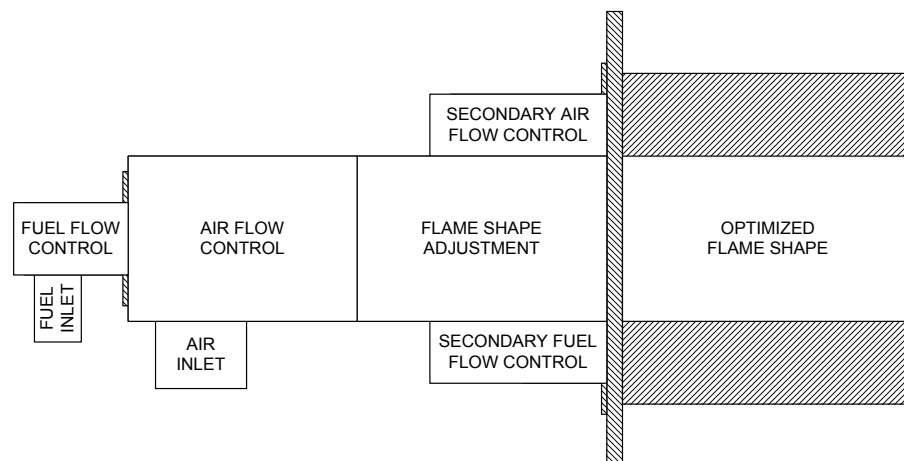 SECONDARY AIR
FLOW CONTROL
FUEL FLOW
CONTROL
AIR FLOW
CONTROL
FLAME SHAPE
ADJUSTMENT
OPTIMIZED
FLAME SHAPE
FUEL
INLET
AIR
INLET
SECONDARY FUEL
FLOW CONTROL